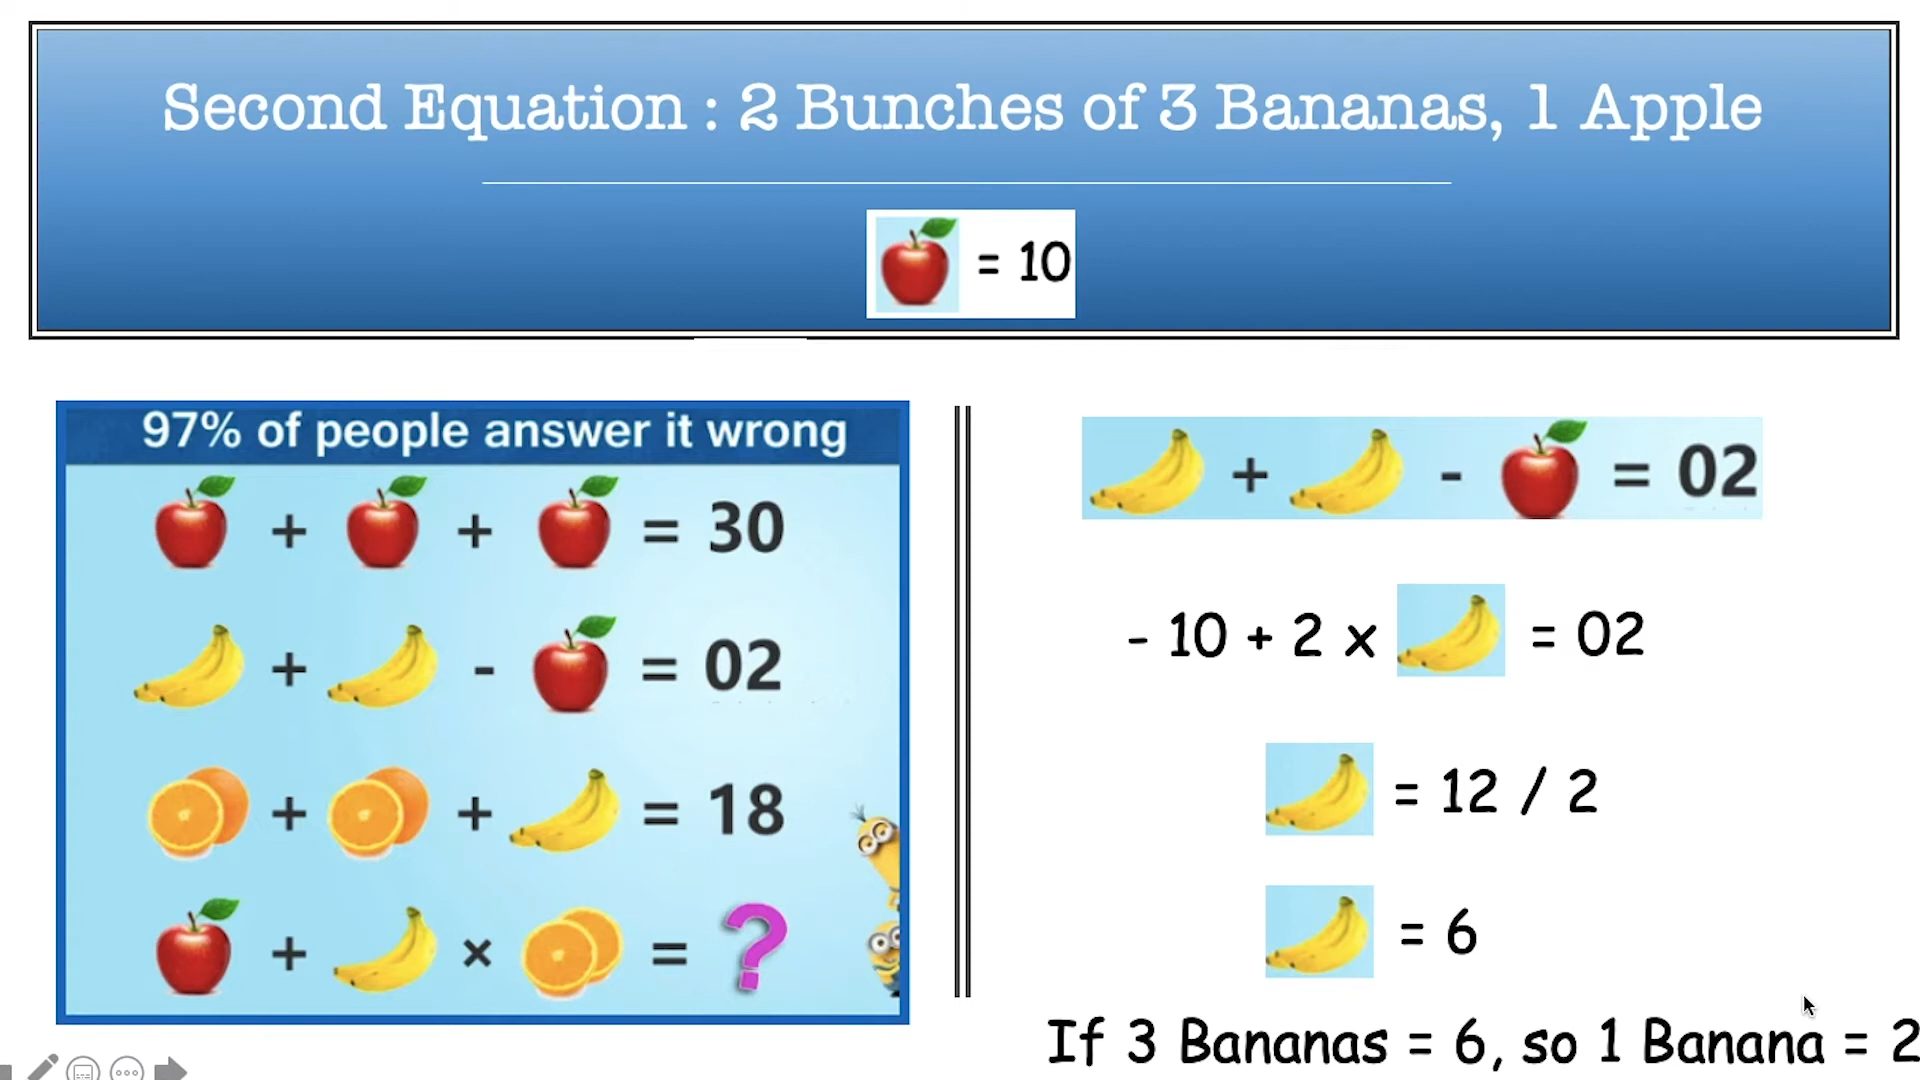 Second Equation : 2 Bunches of 3 Bananas, 1 Apple
= 10
97% of people answer it wrong
+ + = 30
+ - = 02
+ + = 18
+ × = ?
+ - = 02
- 10 + 2 x = 02
= 12 / 2
= 6
If 3 Bananas = 6, so 1 Banana = 2